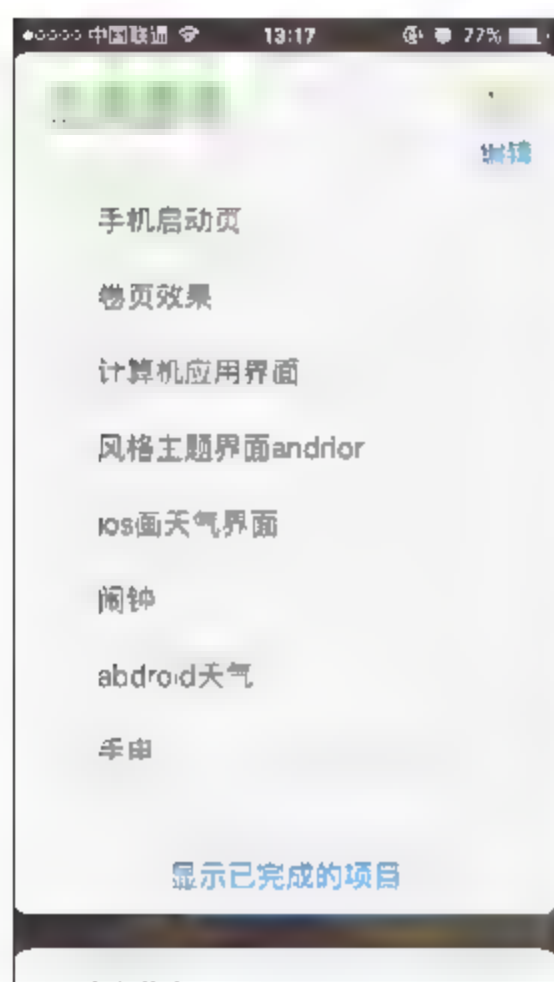 中国联通 13:17 77%
编辑
手机启动页
卷页效果
计算机应用界面
风格主题界面andrior
ios画天气界面
闹钟
abdroid天气
手电
显示已完成的项目